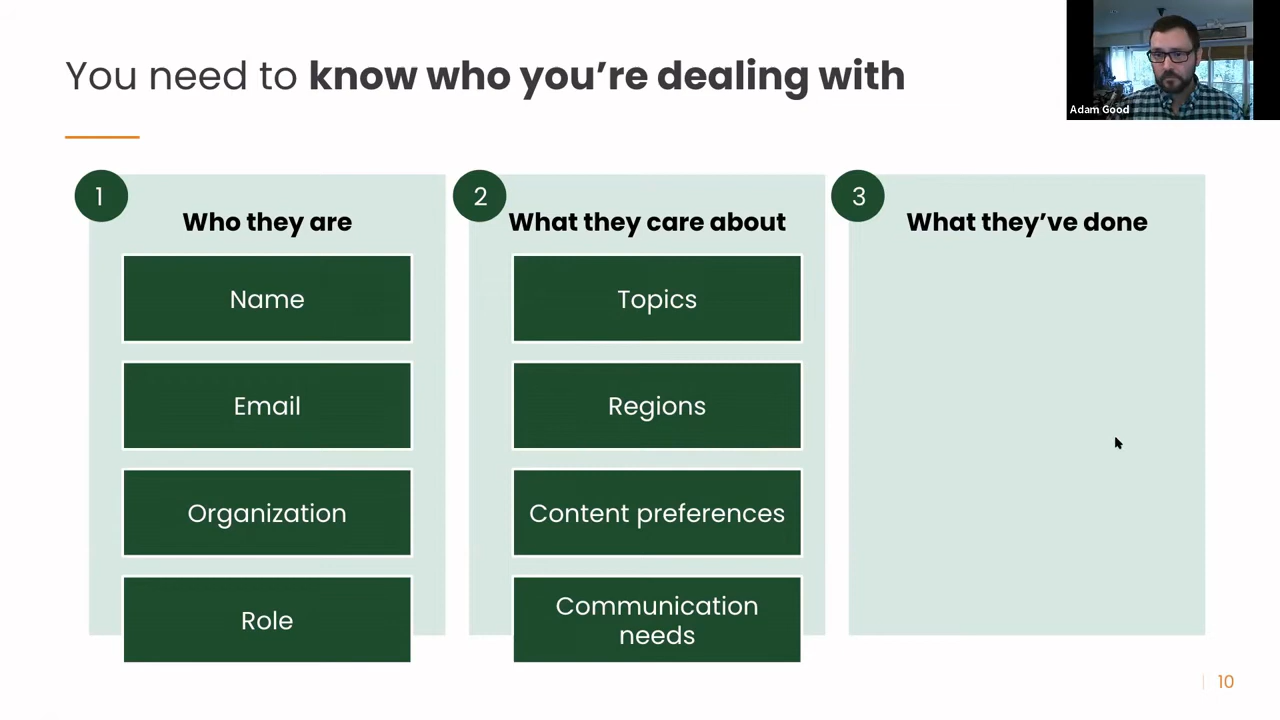 You need to know who you’re dealing with
Adam Good
1
Who they are
Name
Email
Organization
Role
2
What they care about
Topics
Regions
Content preferences
Communication
needs
3
What they’ve done
10